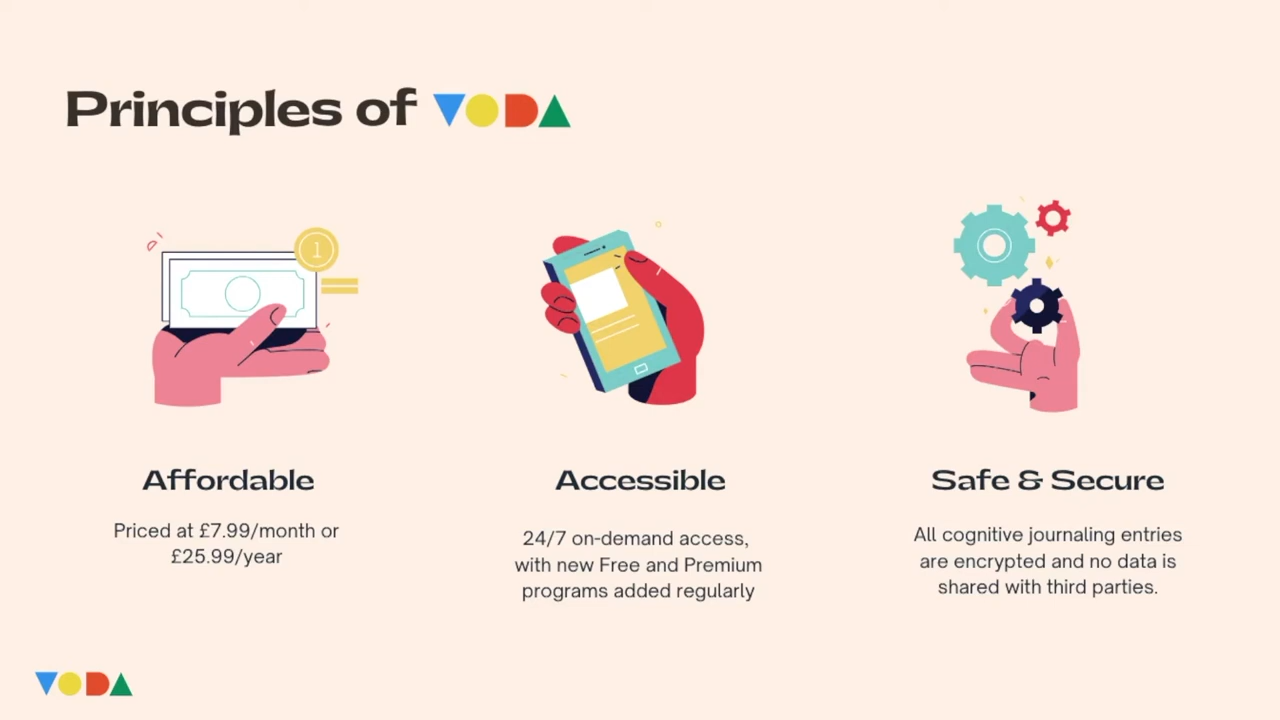 Principles of VODA
1
Affordable
Priced at £7.99/month or
£25.99/year
Accessible
24/7 on-demand access,
with new Free and Premium
programs added regularly
Safe & Secure
All cognitive journaling entries
are encrypted and no data is
shared with third parties.
VODA